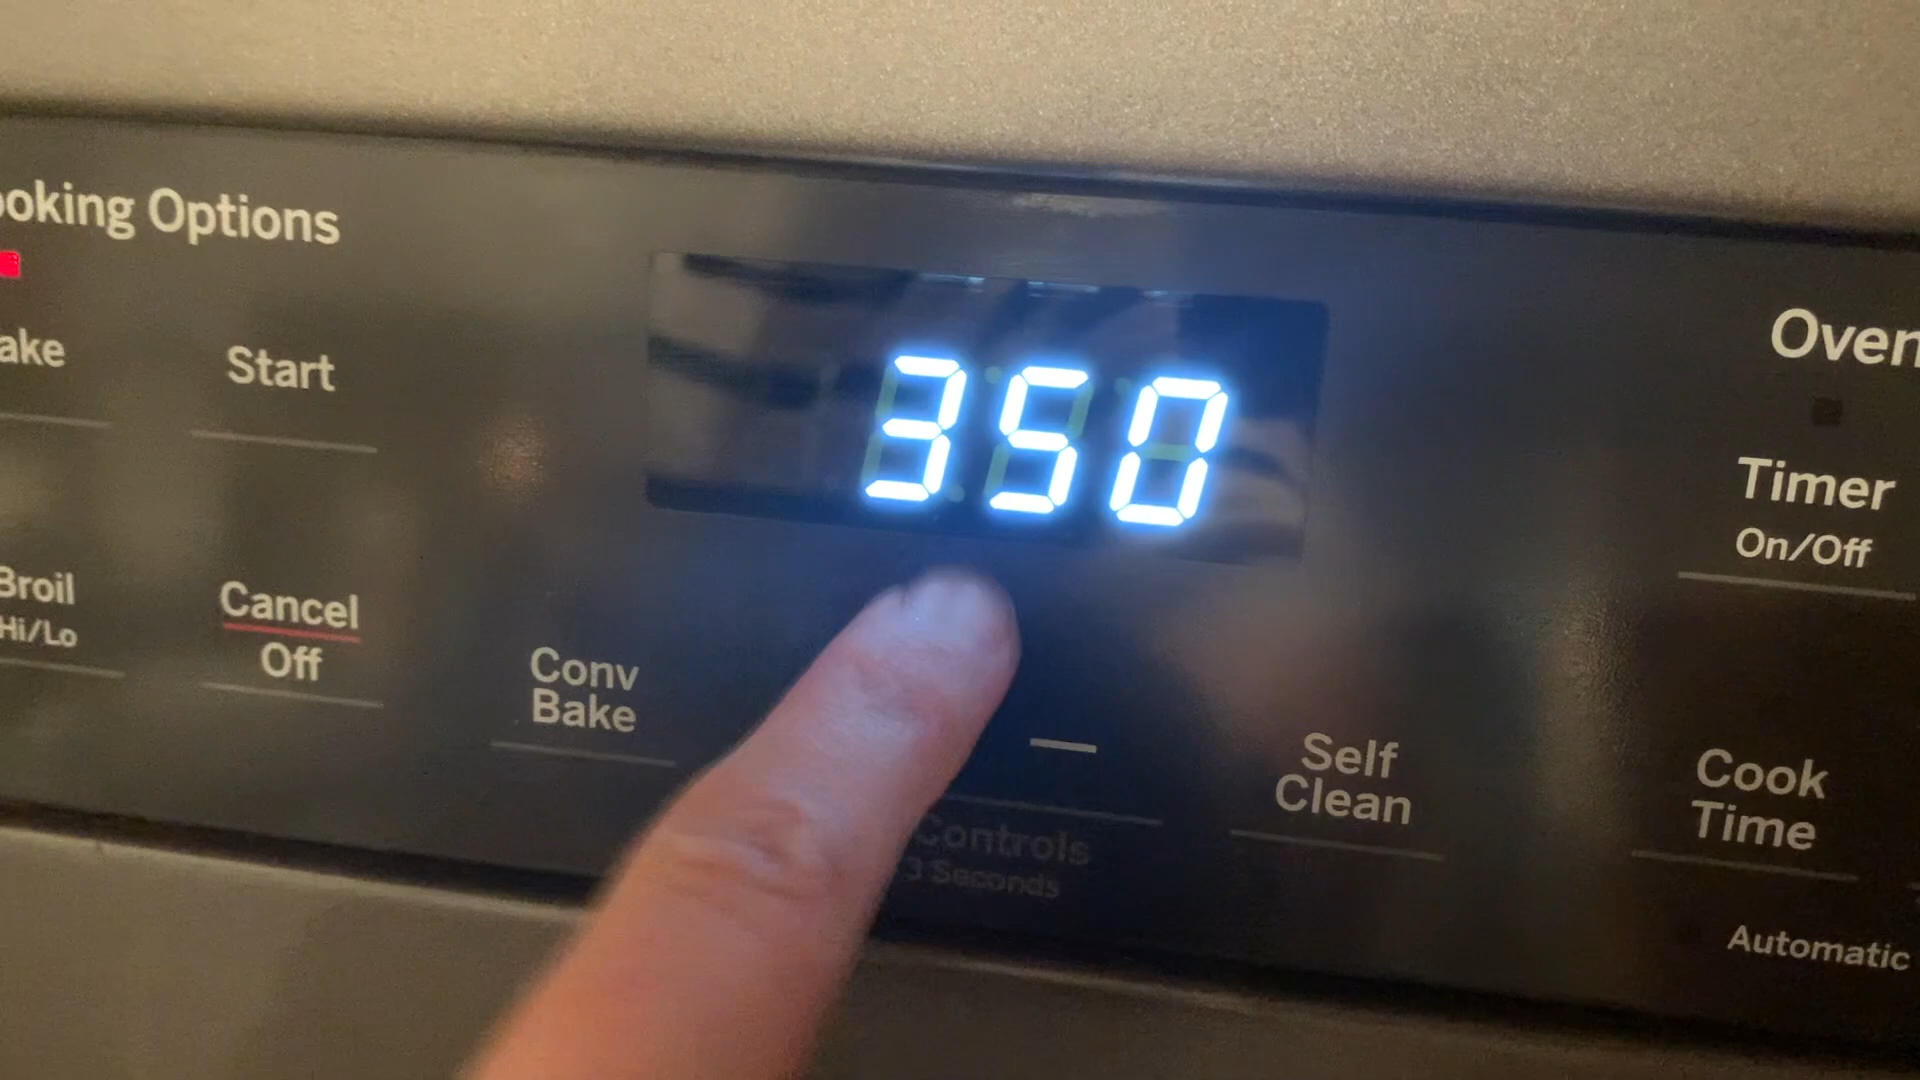 ooking Options
350
Oven
ake
Start
Timer
On/Off
Broil
Hi/Lo
Cancel
Off
Conv
Bake
—
Self
Clean
Cook
Time
Controls
3 Seconds
Automatic